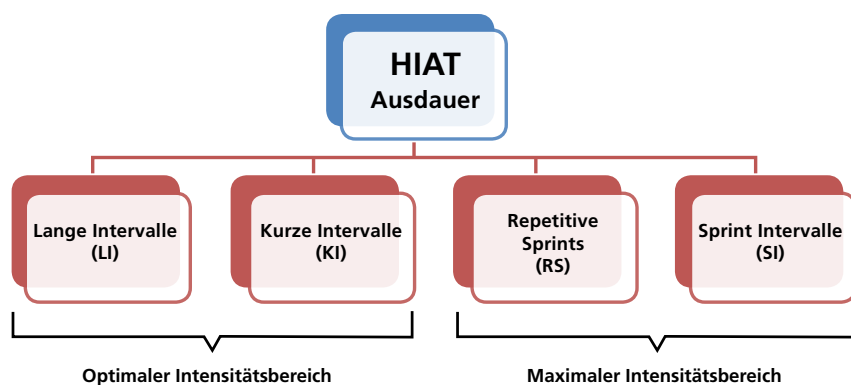 HIAT
Ausdauer
Lange Intervalle
(LI)
Kurze Intervalle
(KI)
Repetitive
Sprints
(RS)
Sprint Intervalle
(SI)
Optimaler Intensitätsbereich
Maximaler Intensitätsbereich